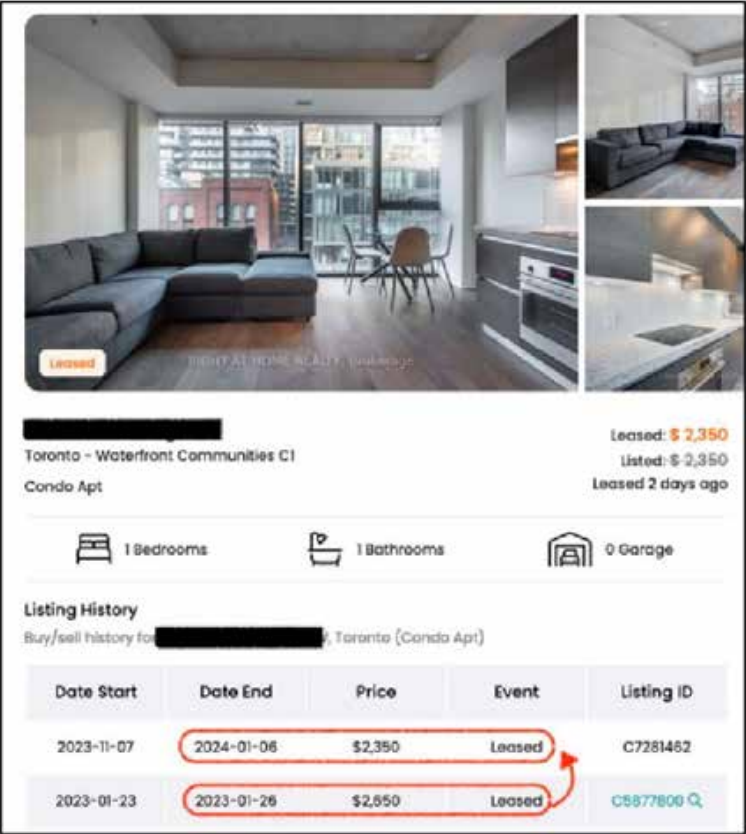 Leased
RIGHT AT HOME REALTY, Brokerage
Leased: $ 2,350
Toronto - Waterfront Communities C1
Listed: $ 2,350
Condo Apt
Leased 2 days ago
1 Bedrooms
1 Bathrooms
0 Garage
Listing History
Buy/sell history for
, Toronto (Condo Apt)
Date Start Date End Price Event Listing ID
2023-11-07 2024-01-06 $2,350 Leased C7281462
2023-01-23 2023-01-26 $2,550 Leased C5877800